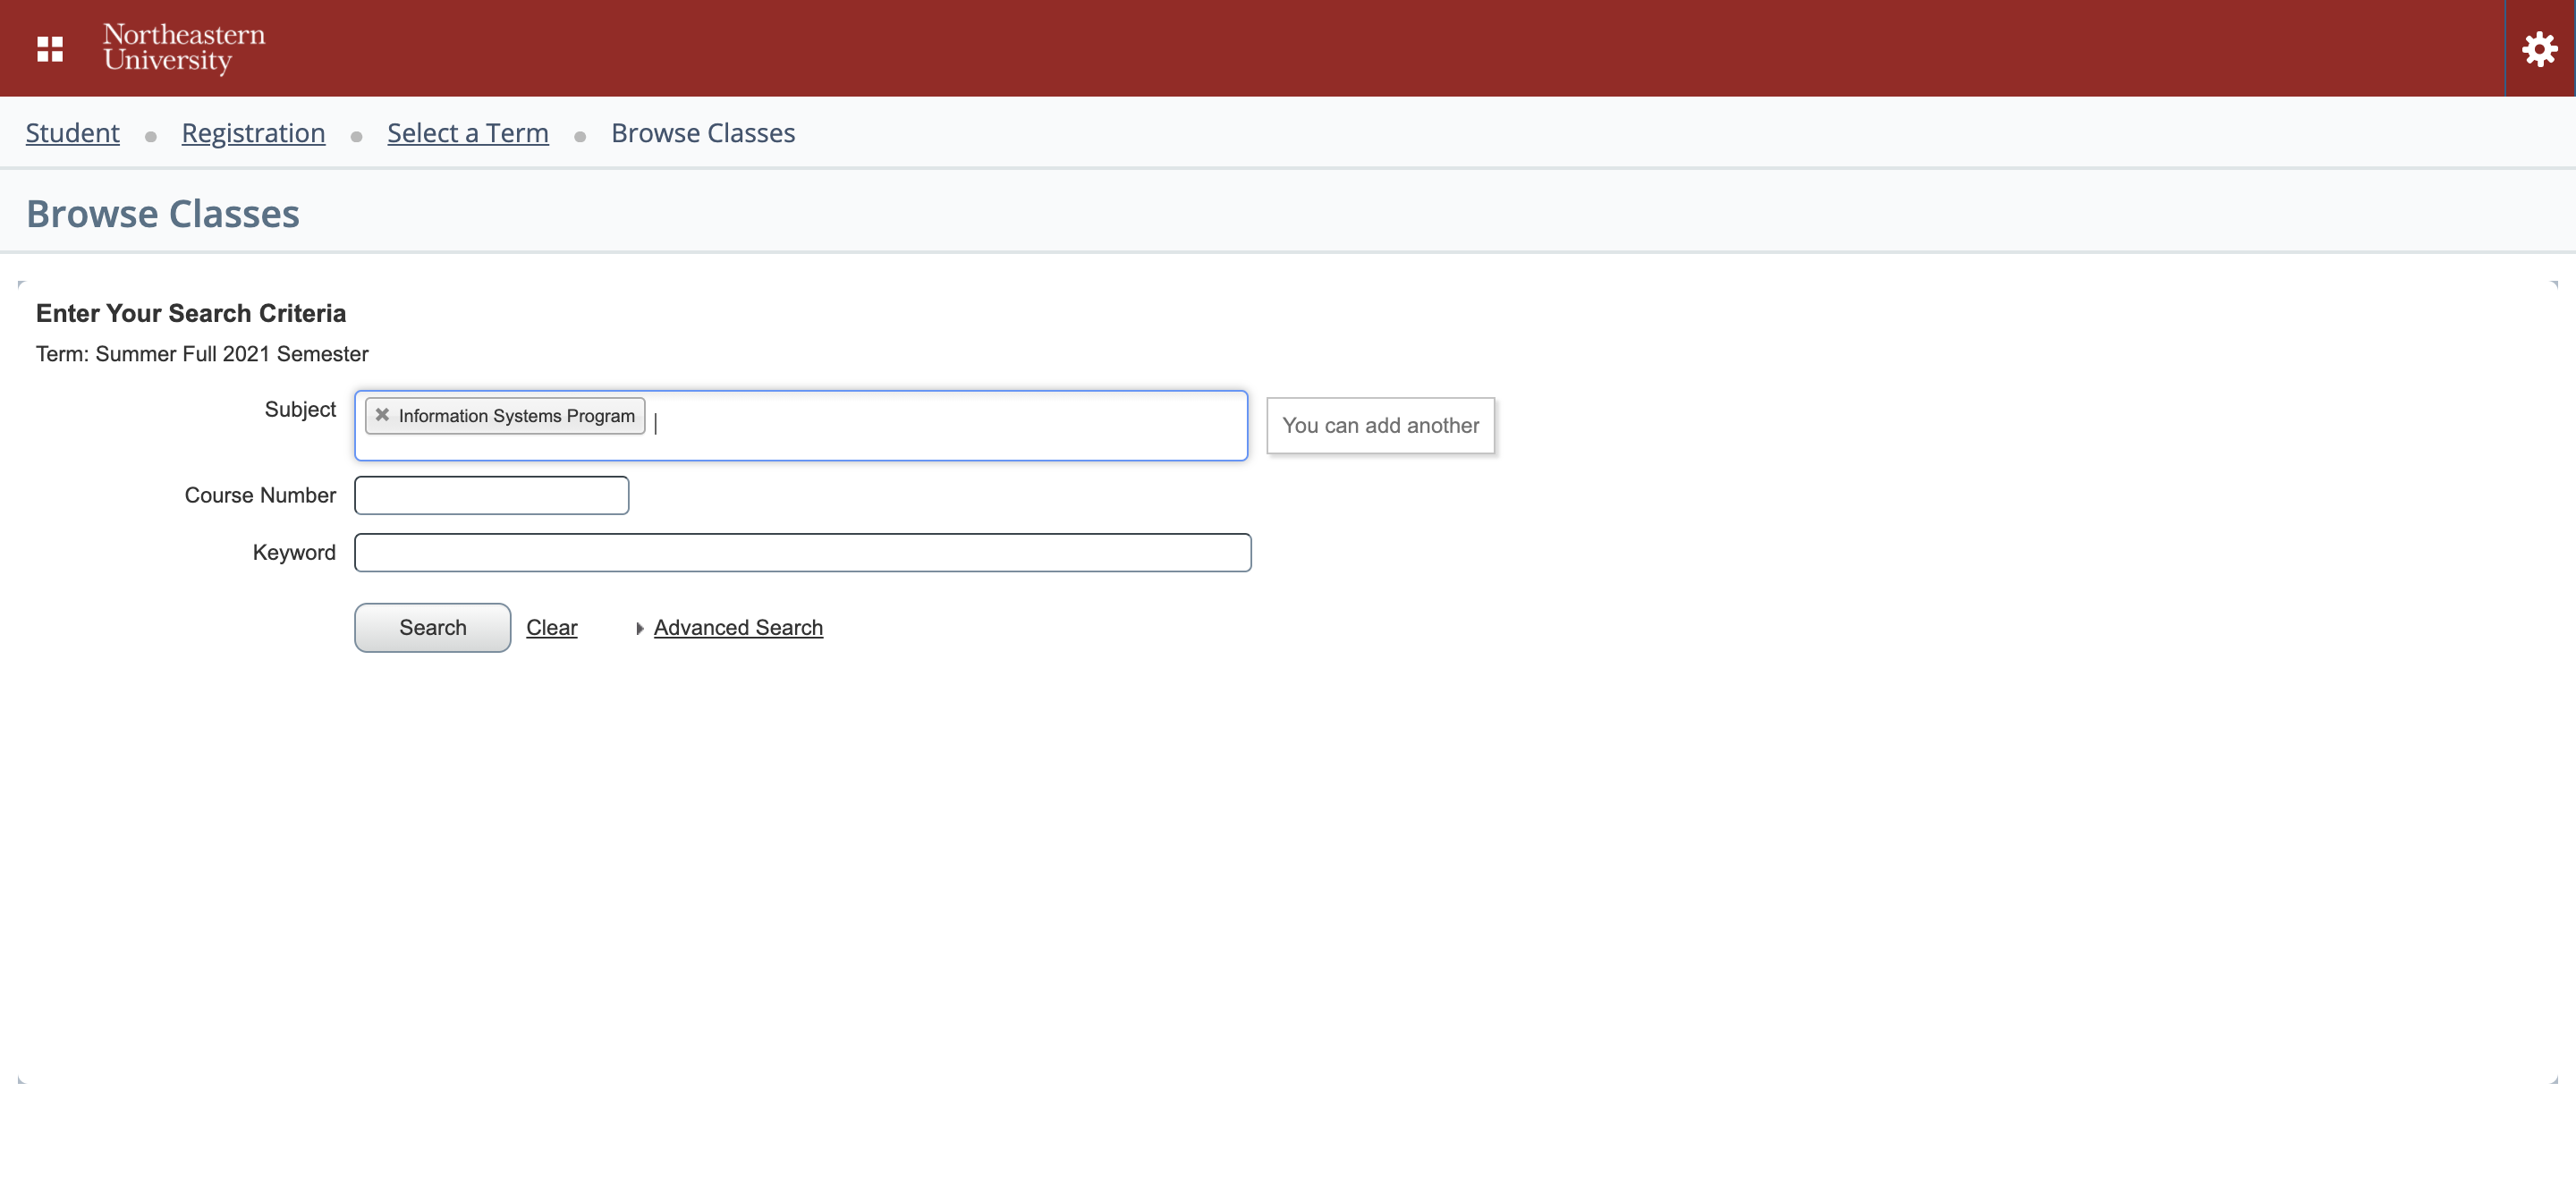 Northeastern
University
Student Registration Select a Term Browse Classes
Browse Classes
Enter Your Search Criteria
Term: Summer Full 2021 Semester
Subject Information Systems Program You can add another
Course Number
Keyword
Search Clear Advanced Search